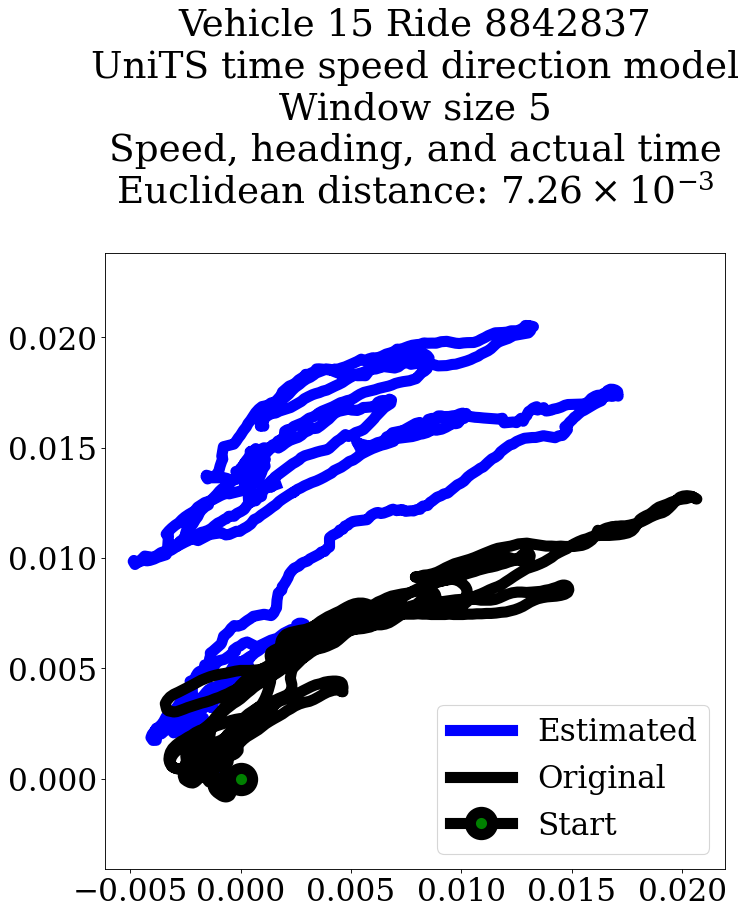 Vehicle 15 Ride 8842837
UniTS time speed direction model
Window size 5
Speed, heading, and actual time
Euclidean distance: 7.26 × 10⁻³
0.020
0.015
0.010
0.005
0.000
Estimated
Original
Start
−0.005 0.000 0.005 0.010 0.015 0.020